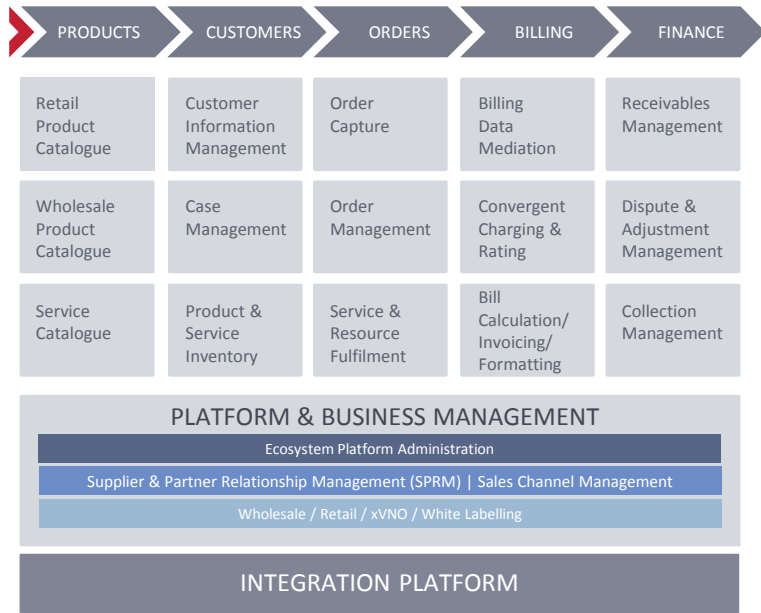 PRODUCTS
CUSTOMERS
ORDERS
BILLING
FINANCE
Retail
Product
Catalogue
Customer
Information
Management
Order
Capture
Billing
Data
Mediation
Receivables
Management
Wholesale
Product
Catalogue
Case
Management
Order
Management
Convergent
Charging &
Rating
Dispute &
Adjustment
Management
Service
Catalogue
Product &
Service
Inventory
Service &
Resource
Fulfilment
Bill
Calculation/
Invoicing/
Formatting
Collection
Management
PLATFORM & BUSINESS MANAGEMENT
Ecosystem Platform Administration
Supplier & Partner Relationship Management (SPRM) | Sales Channel Management
Wholesale / Retail / xVNO / White Labelling
INTEGRATION PLATFORM